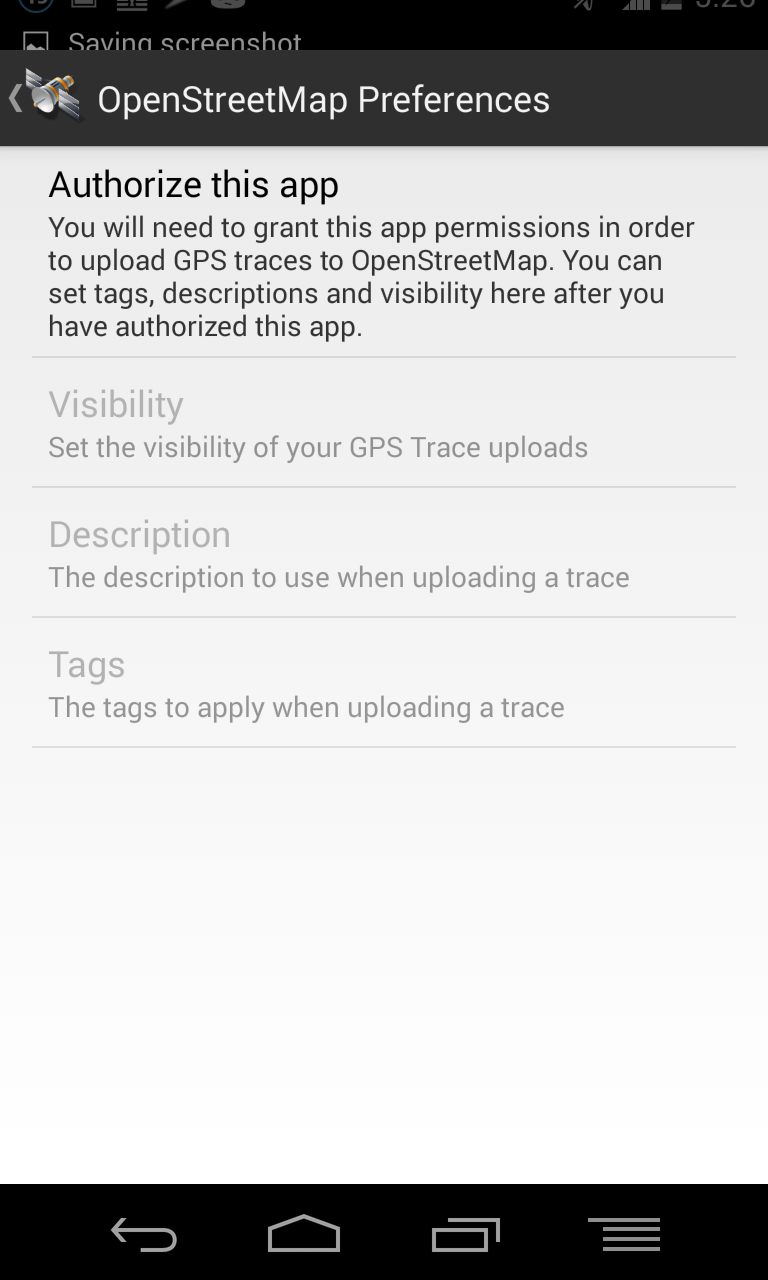 Saving screenshot
OpenStreetMap Preferences
Authorize this app
You will need to grant this app permissions in order
to upload GPS traces to OpenStreetMap. You can
set tags, descriptions and visibility here after you
have authorized this app.
Visibility
Set the visibility of your GPS Trace uploads
Description
The description to use when uploading a trace
Tags
The tags to apply when uploading a trace